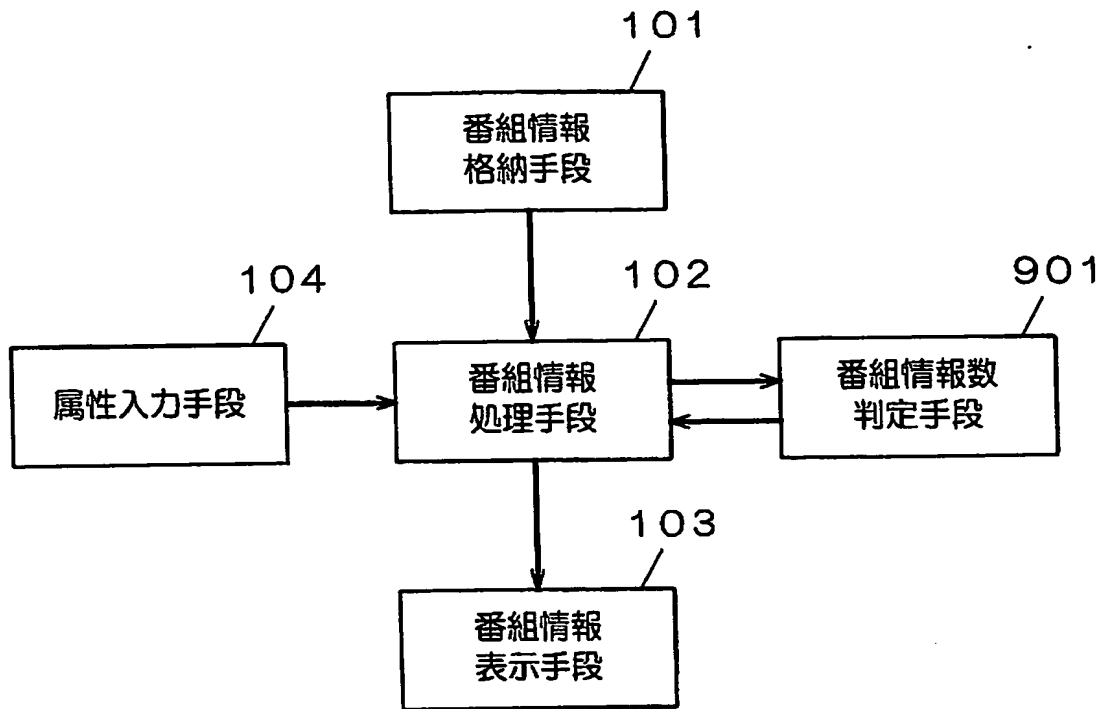 101
番組情報
格納手段
104
属性入力手段
102
番組情報
処理手段
901
番組情報数
判定手段
103
番組情報
表示手段